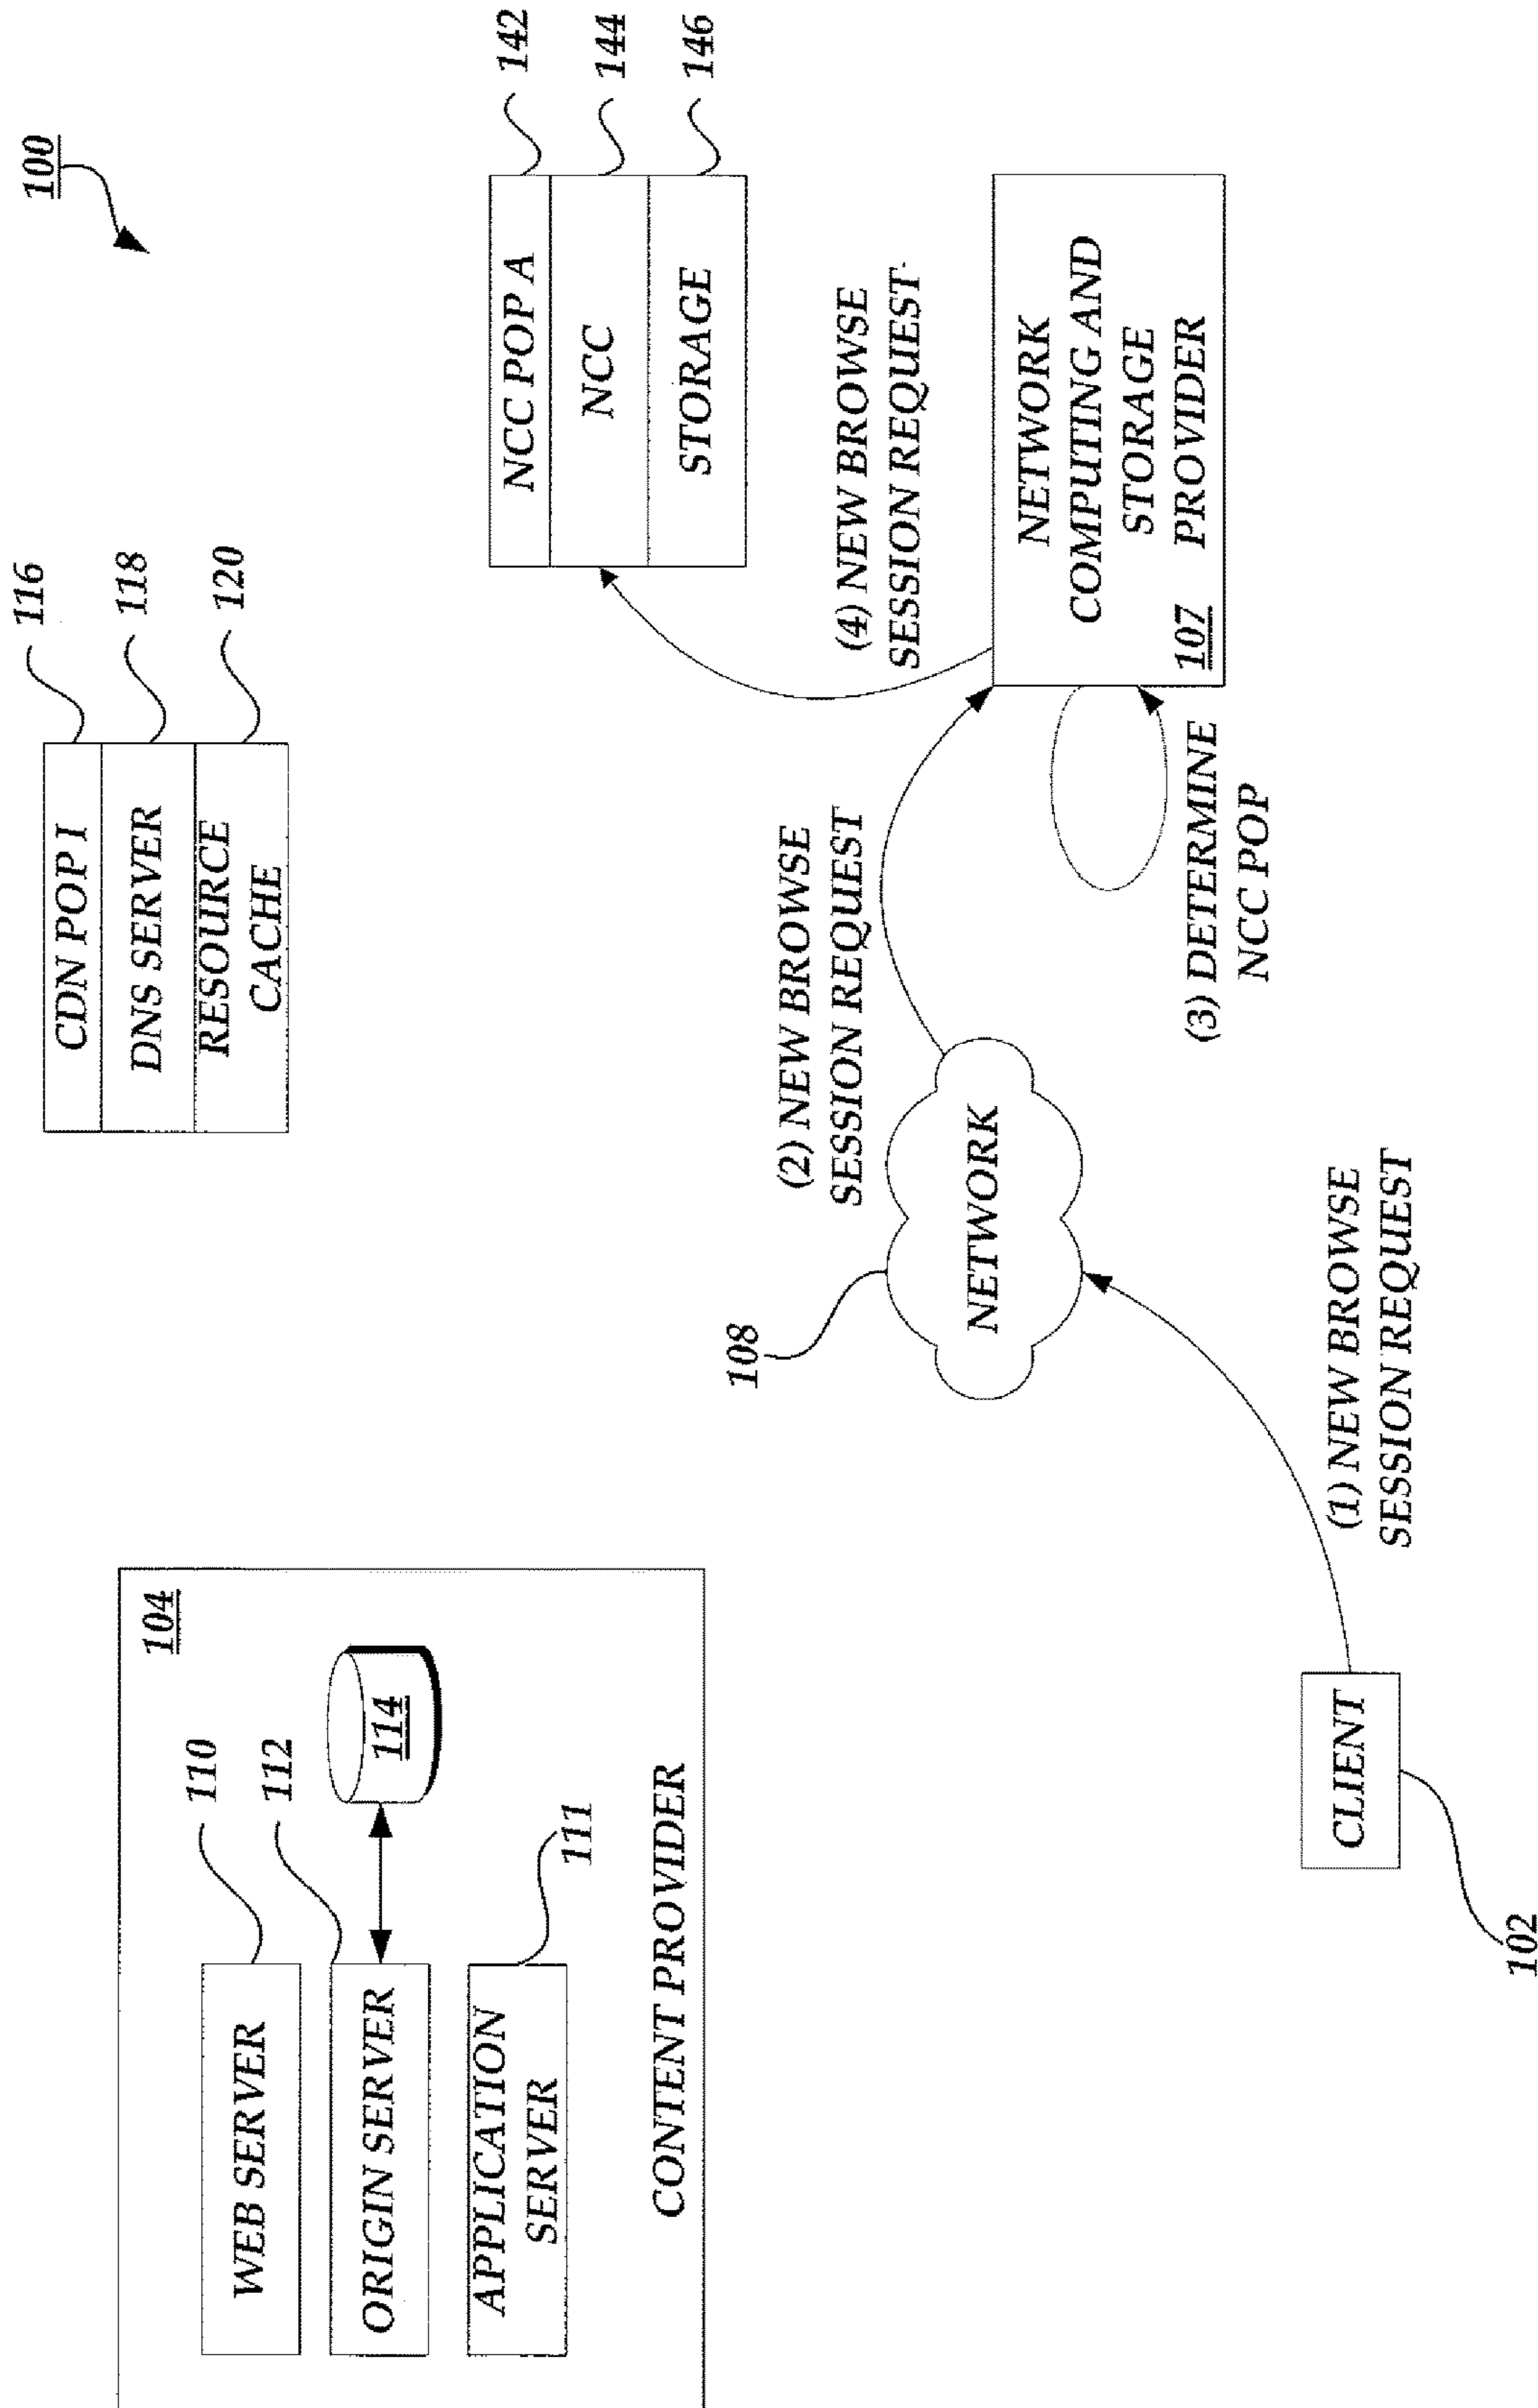 100
104
WEB SERVER
110
ORIGIN SERVER
112
114
APPLICATION
SERVER
111
CONTENT PROVIDER
CDN POP I
116
DNS SERVER
118
RESOURCE
CACHE
120
NCC POP A
142
NCC
144
STORAGE
146
108
NETWORK
(2) NEW BROWSE
SESSION REQUEST
(4) NEW BROWSE
SESSION REQUEST
NETWORK
COMPUTING AND
STORAGE
107 PROVIDER
(3) DETERMINE
NCC POP
CLIENT
102
(1) NEW BROWSE
SESSION REQUEST